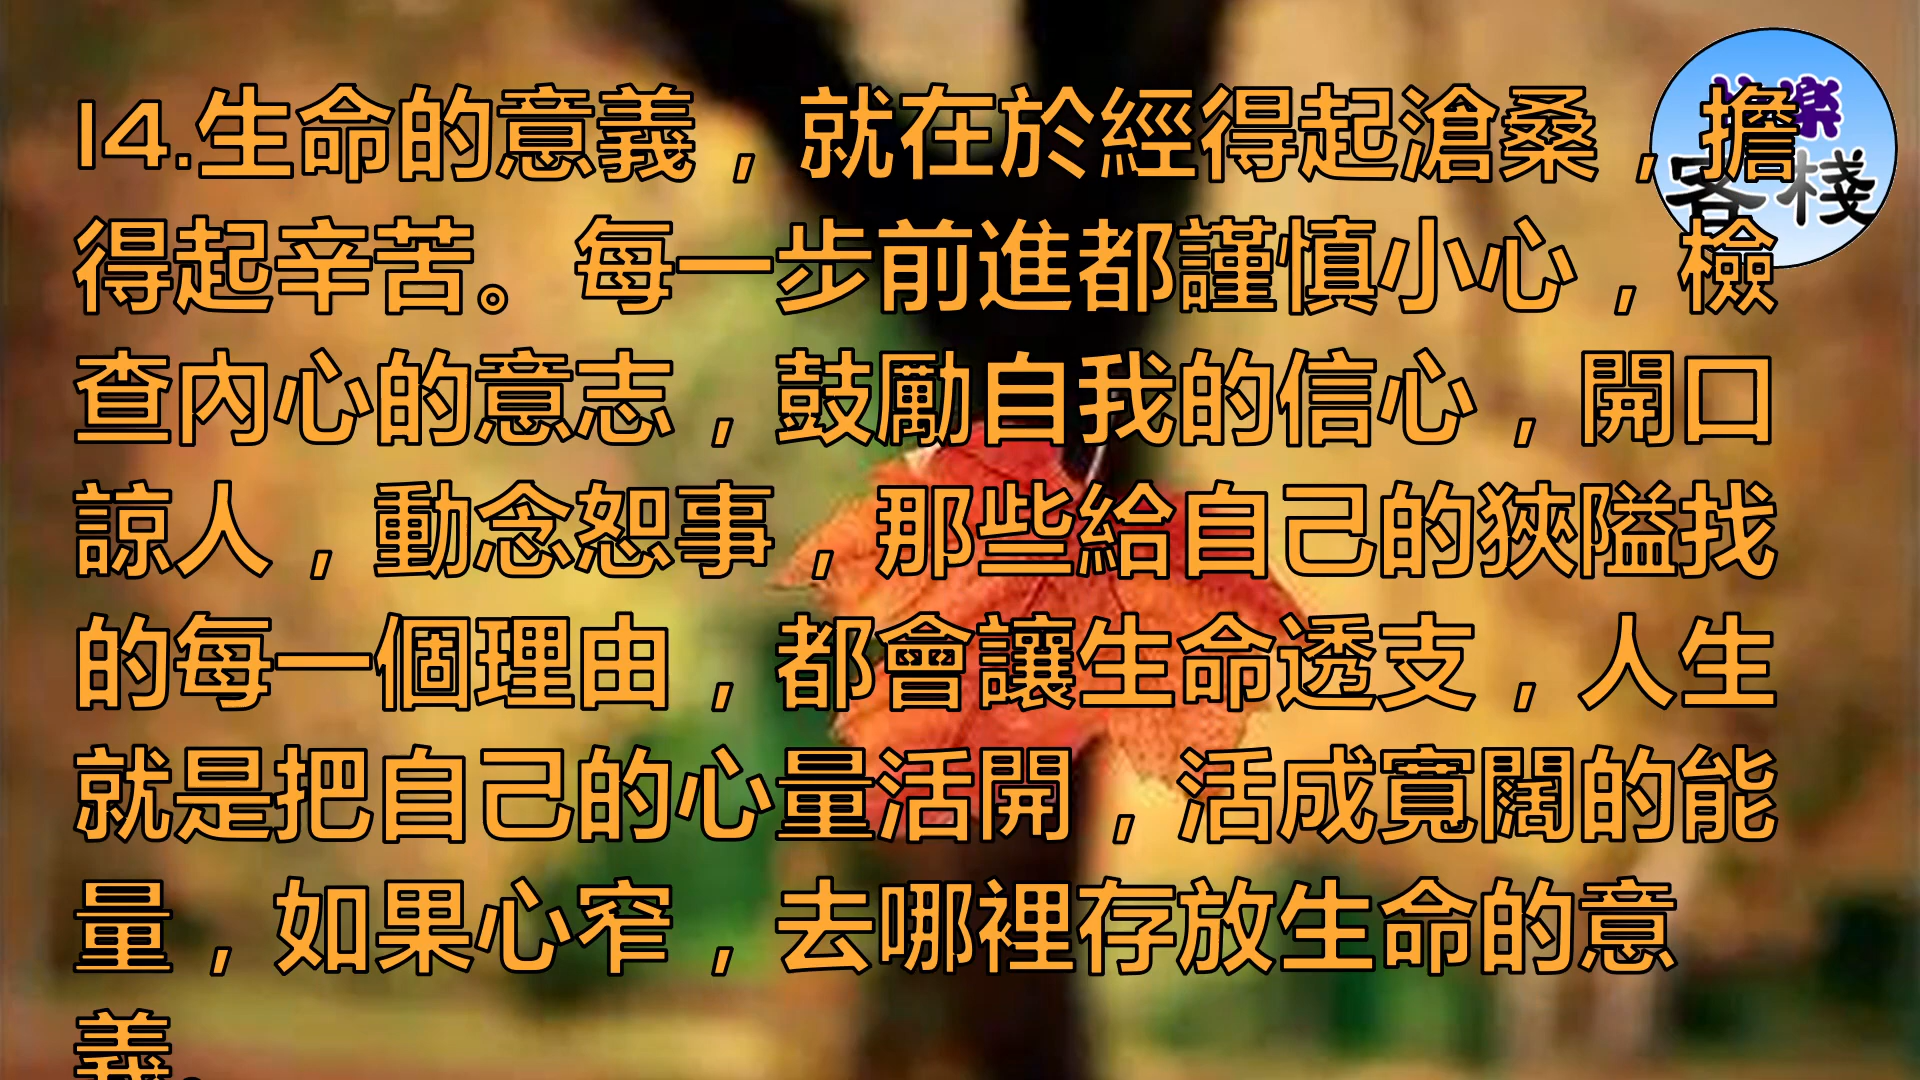 14.生命的意義，就在於經得起滄桑，擔
得起辛苦。每一步前進都謹慎小心，檢
查內心的意志，鼓勵自我的信心，開口
諒人，動念恕事，那些給自己的狹隘找
的每一個理由，都會讓生命透支，人生
就是把自己的心量活開，活成寬闊的能
量，如果心窄，去哪裡存放生命的意
義。
樂
客棧